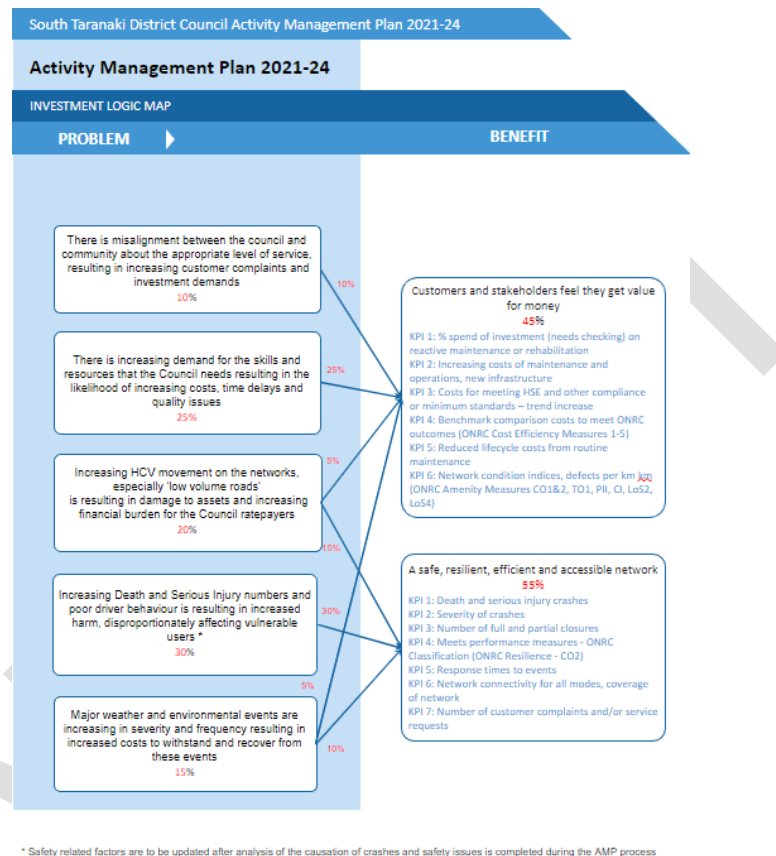 South Taranaki District Council Activity Management Plan 2021-24
Activity Management Plan 2021-24
INVESTMENT LOGIC MAP
PROBLEM
BENEFIT
There is misalignment between the council and
community about the appropriate level of service,
resulting in increasing customer complaints and
investment demands
10%
10%
There is increasing demand for the skills and
resources that the Council needs resulting in the
likelihood of increasing costs, time delays and
quality issues
25%
25%
Increasing HCV movement on the networks,
especially 'low volume roads'
is resulting in damage to assets and increasing
financial burden for the Council ratepayers
20%
5%
15%
Increasing Death and Serious Injury numbers and
poor driver behaviour is resulting in increased
harm, disproportionately affecting vulnerable
users *
30%
30%
Major weather and environmental events are
increasing in severity and frequency resulting in
increased costs to withstand and recover from
these events
15%
5%
10%
Customers and stakeholders feel they get value
for money
45%
KPI 1: % spend of investment (needs checking) on
reactive maintenance or rehabilitation
KPI 2: Increasing costs of maintenance and
operations, new infrastructure
KPI 3: Costs for meeting HSE and other compliance
or minimum standards – trend increase
KPI 4: Benchmark comparison costs to meet ONRC
outcomes (ONRC Cost Efficiency Measures 1-5)
KPI 5: Reduced lifecycle costs from routine
maintenance
KPI 6: Network condition indices, defects per km km
(ONRC Amenity Measures CO1&2, TO1, PII, CI, LoS2,
LoS4)
A safe, resilient, efficient and accessible network
55%
KPI 1: Death and serious injury crashes
KPI 2: Severity of crashes
KPI 3: Number of full and partial closures
KPI 4: Meets performance measures - ONRC
Classification (ONRC Resilience - CO2)
KPI 5: Response times to events
KPI 6: Network connectivity for all modes, coverage
of network
KPI 7: Number of customer complaints and/or service
requests
* Safety related factors are to be updated after analysis of the causation of crashes and safety issues is completed during the AMP process